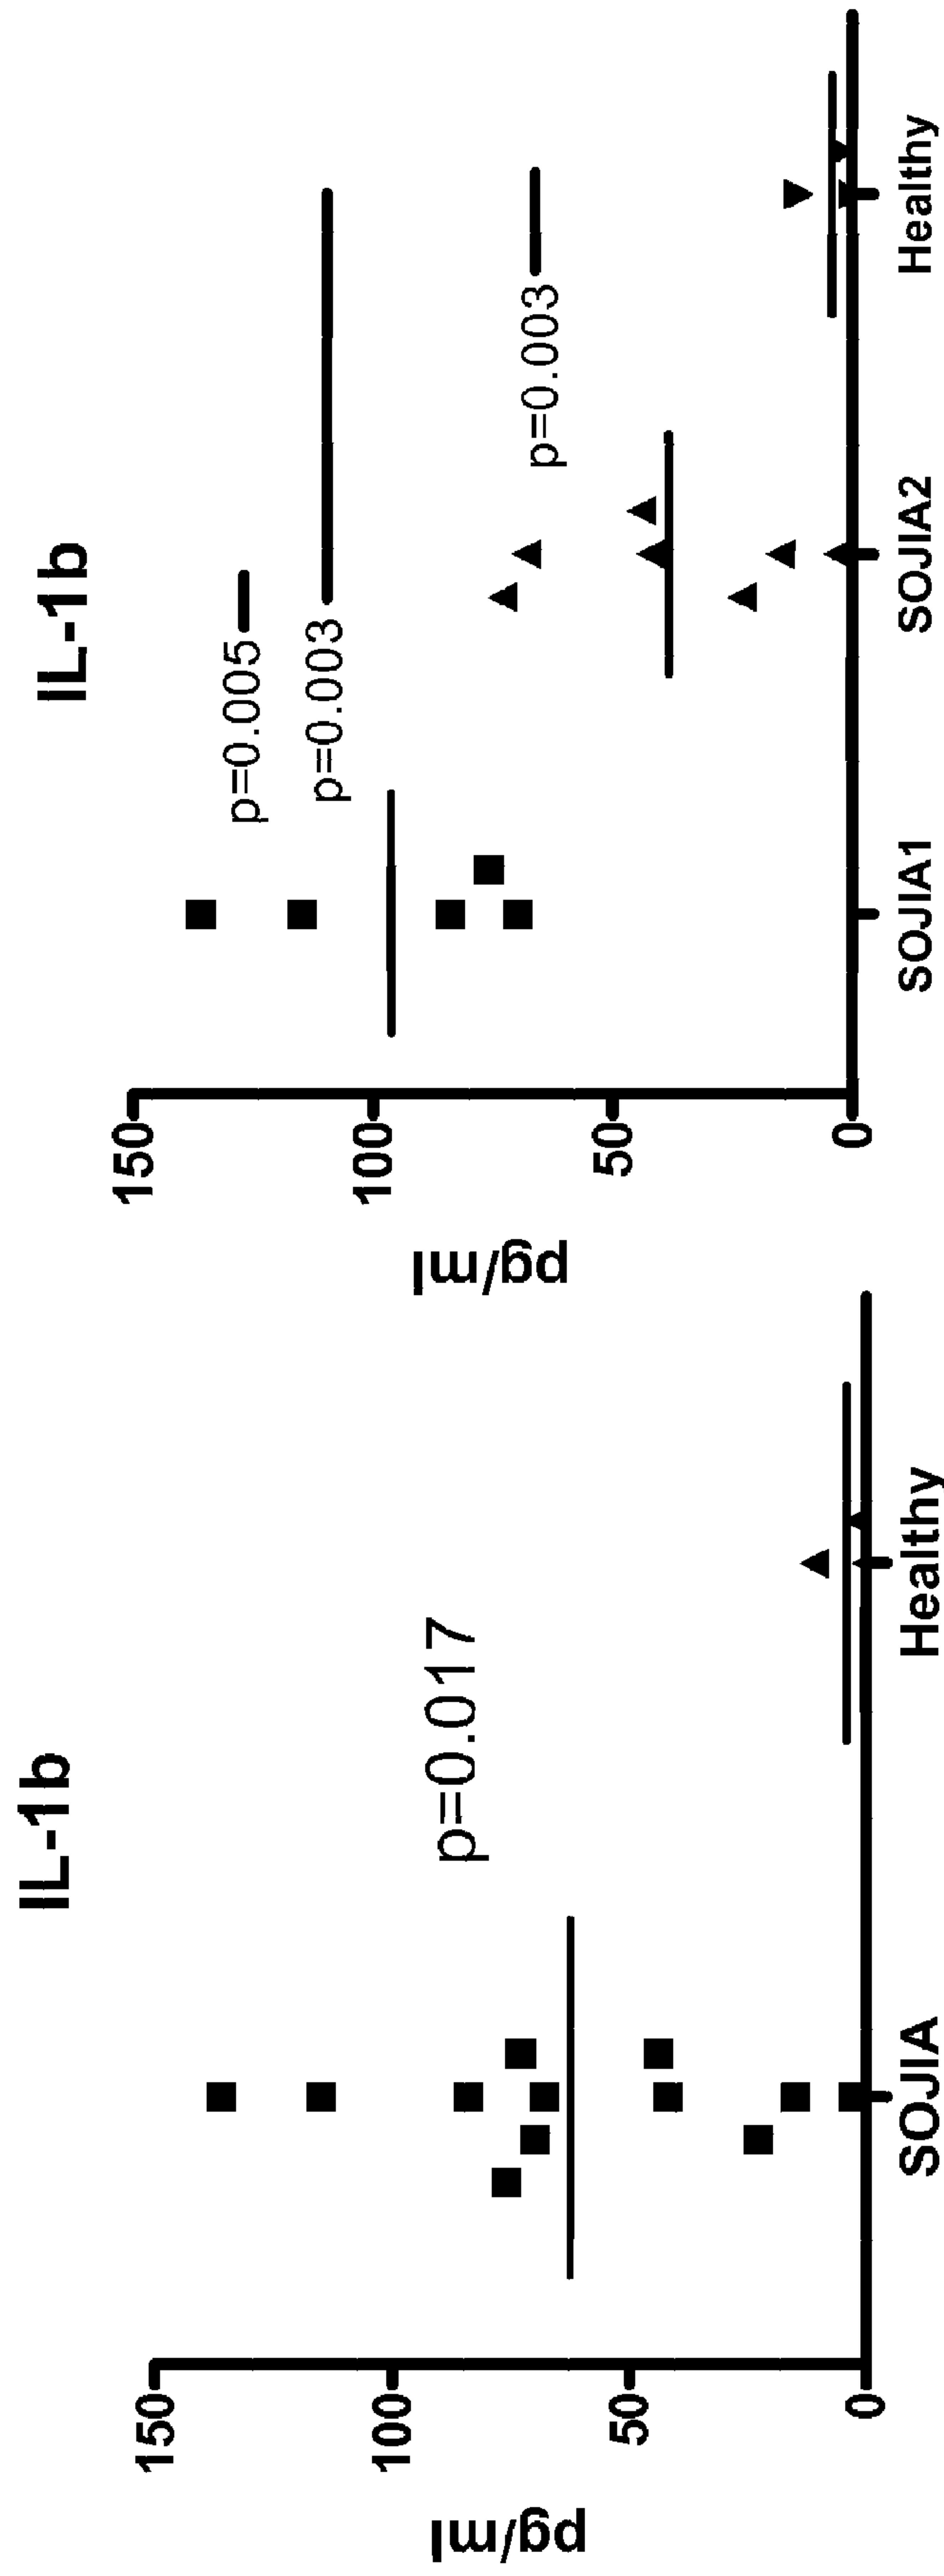 IL-1b
150
100
50
0
pg/ml
p=0.017
SOJIA
Healthy
IL-1b
150
100
50
0
pg/ml
p=0.005
p=0.003
p=0.003
SOJIA1
SOJIA2
Healthy